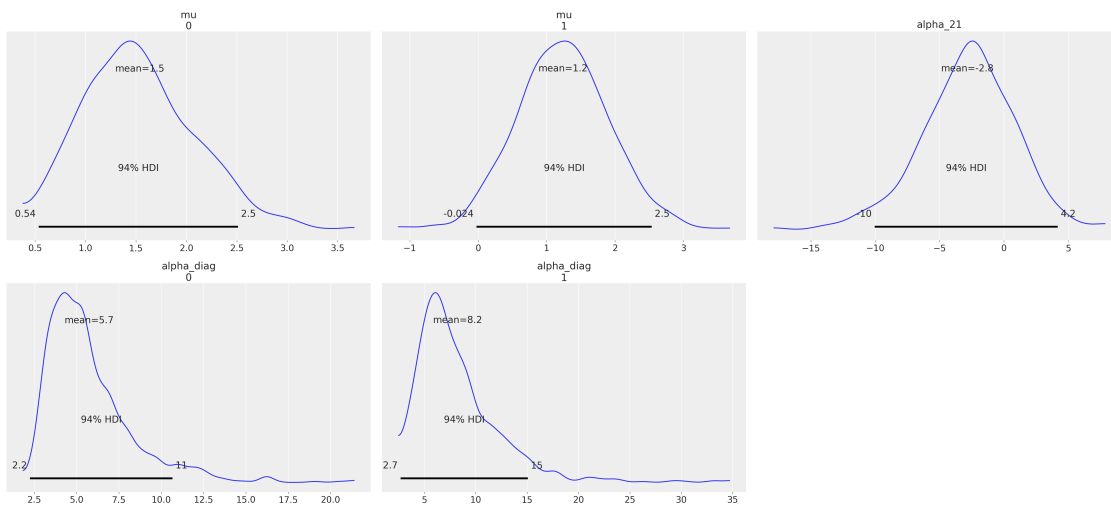 mu
0
mean=1.5
94% HDI
0.54
2.5
0.5 1.0 1.5 2.0 2.5 3.0 3.5
mu
1
mean=1.2
94% HDI
-0.024
2.5
−1 0 1 2 3
alpha_21
mean=-2.8
94% HDI
-10
4.2
−15 −10 −5 0 5
alpha_diag
0
mean=5.7
94% HDI
2.2
11
2.5 5.0 7.5 10.0 12.5 15.0 17.5 20.0
alpha_diag
1
mean=8.2
94% HDI
2.7
15
5 10 15 20 25 30 35